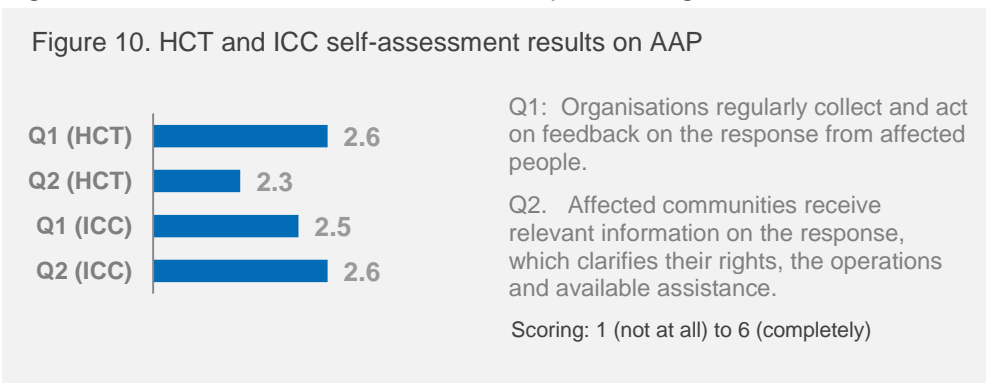 Figure 10. HCT and ICC self-assessment results on AAP
Q1 (HCT) 2.6
Q2 (HCT) 2.3
Q1 (ICC) 2.5
Q2 (ICC) 2.6
Q1: Organisations regularly collect and act
on feedback on the response from affected
people.
Q2. Affected communities receive
relevant information on the response,
which clarifies their rights, the operations
and available assistance.
Scoring: 1 (not at all) to 6 (completely)